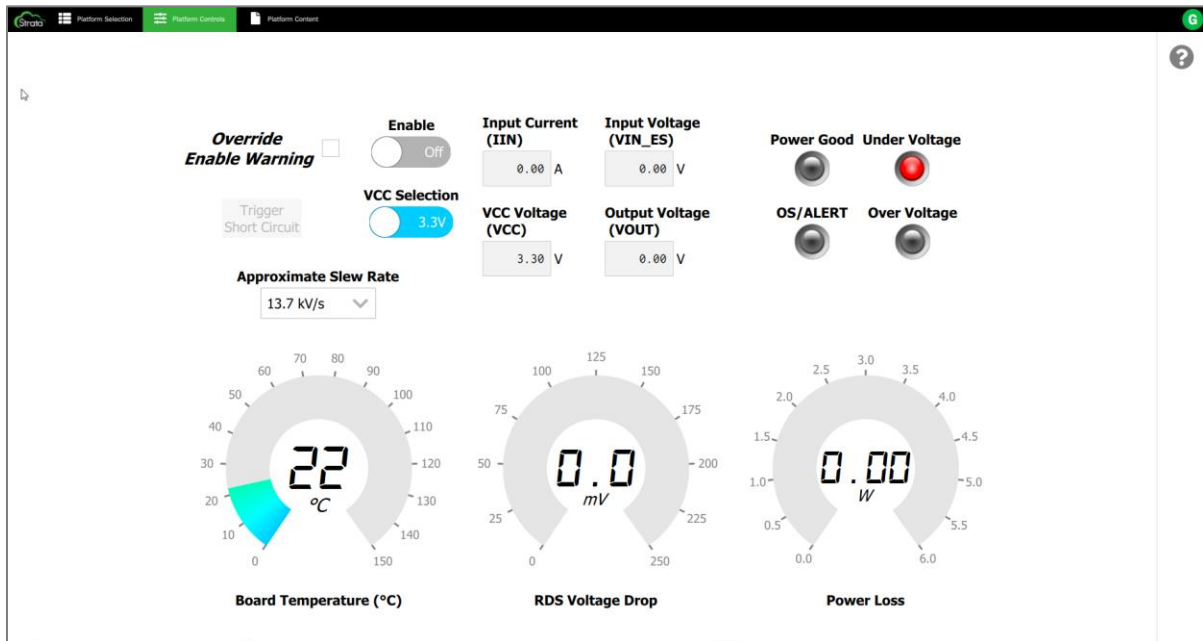 Strata
Platform Selection
Platform Controls
Platform Content
G
?
Override
Enable Warning
Enable
Off
Input Current
(IIN)
0.00 A
Input Voltage
(VIN_ES)
0.00 V
Power Good
Under Voltage
Trigger
Short Circuit
VCC Selection
3.3V
VCC Voltage
(VCC)
3.30 V
Output Voltage
(VOUT)
0.00 V
OS/ALERT
Over Voltage
Approximate Slew Rate
13.7 kV/s
0
10
20
30
40
50
60
70
80
90
100
110
120
130
140
150
22
°C
Board Temperature (°C)
0
25
50
75
100
125
150
175
200
225
250
0.0
mV
RDS Voltage Drop
0.0
0.5
1.0
1.5
2.0
2.5
3.0
3.5
4.0
4.5
5.0
5.5
6.0
0.00
W
Power Loss